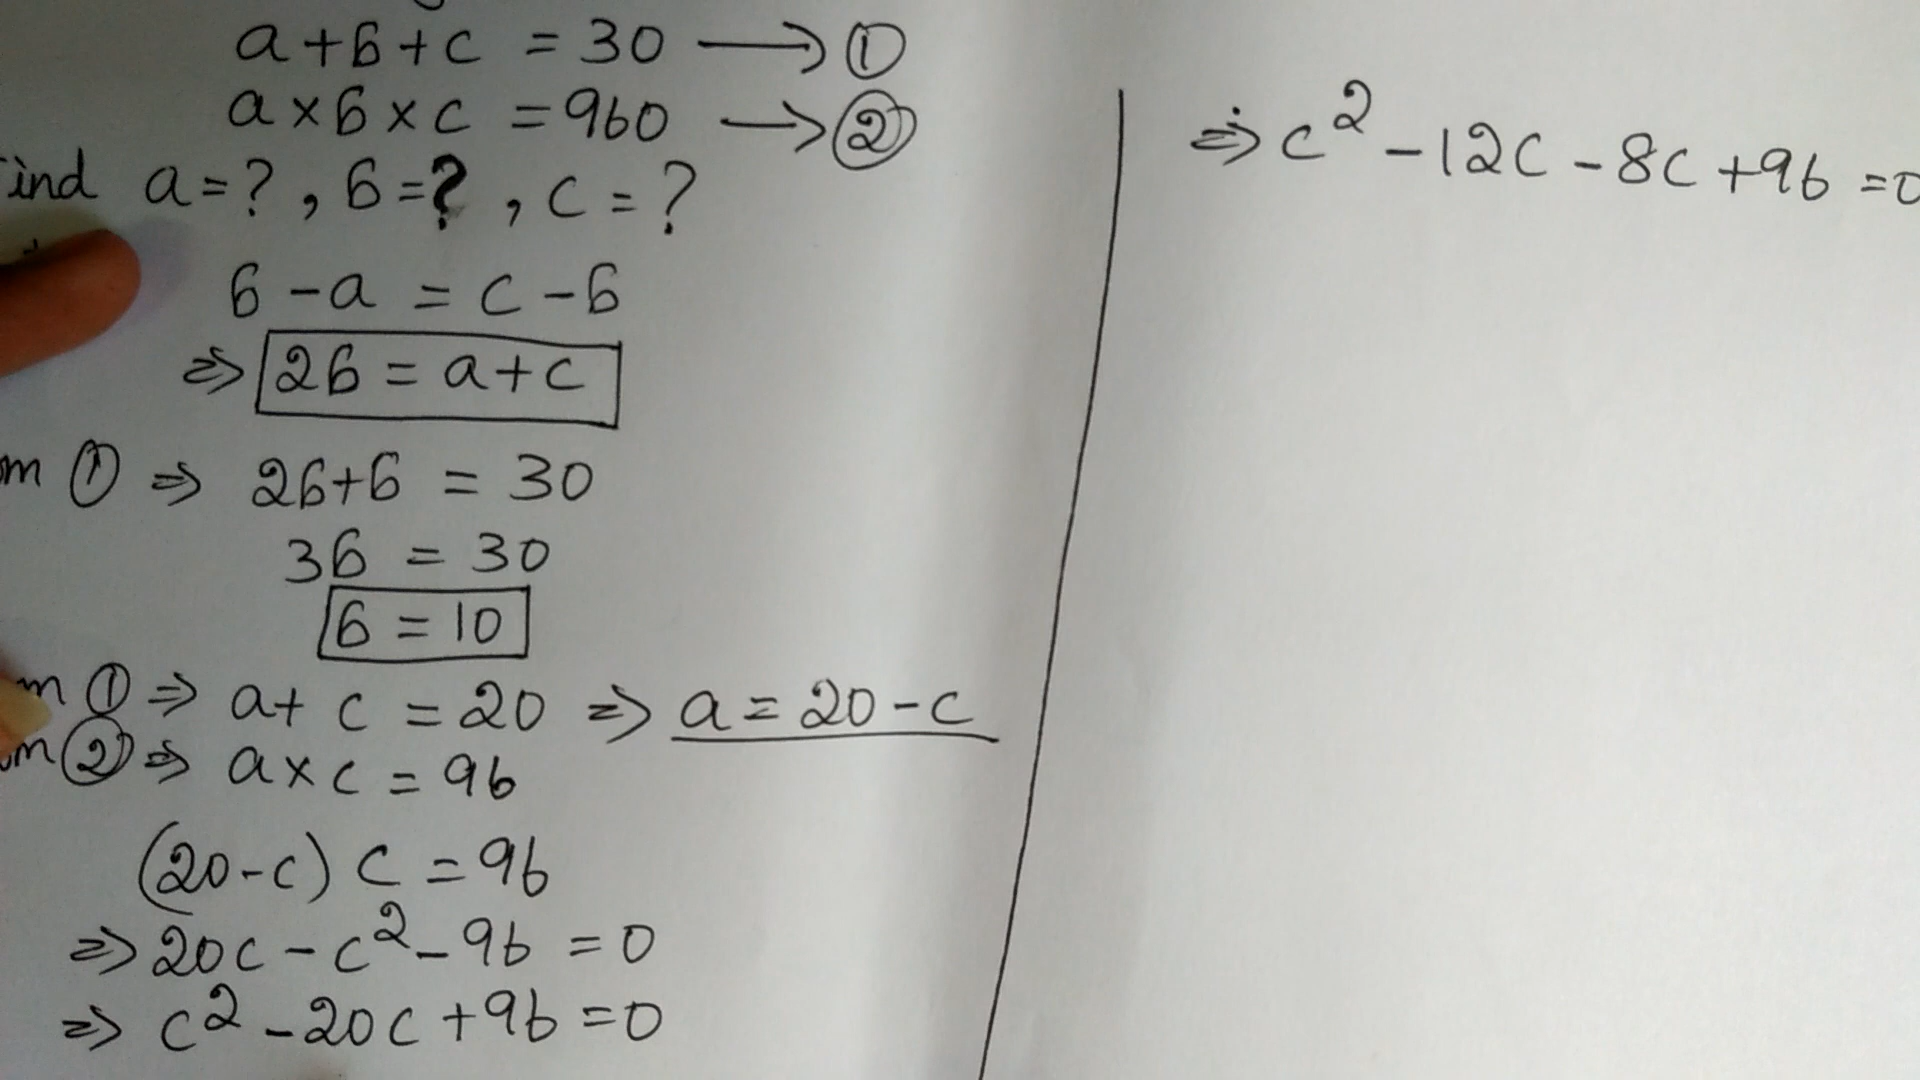 a+b+c = 30 ⟶ ①
a×b×c = 960 ⟶ ②
a=?, b=?, c=?
b-a = c-b
⇒ 2b = a+c
① ⇒ 2b+b = 30
3b = 30
b = 10
① ⇒ a+c = 20 ⇒ a = 20-c
② ⇒ a×c = 96
(20-c) c = 96
⇒ 20c - c² - 96 = 0
⇒ c² - 20c + 96 = 0
⇒ c² - 12c - 8c + 96 = 0